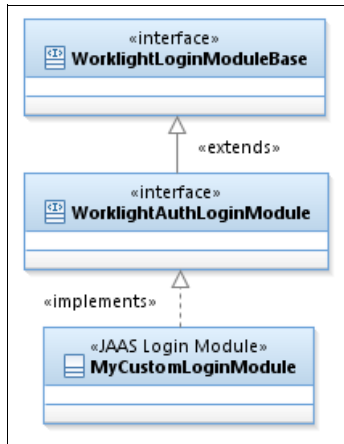 «interface»
WorklightLoginModuleBase
«extends»
«interface»
WorklightAuthLoginModule
«implements»
«JAAS Login Module»
MyCustomLoginModule